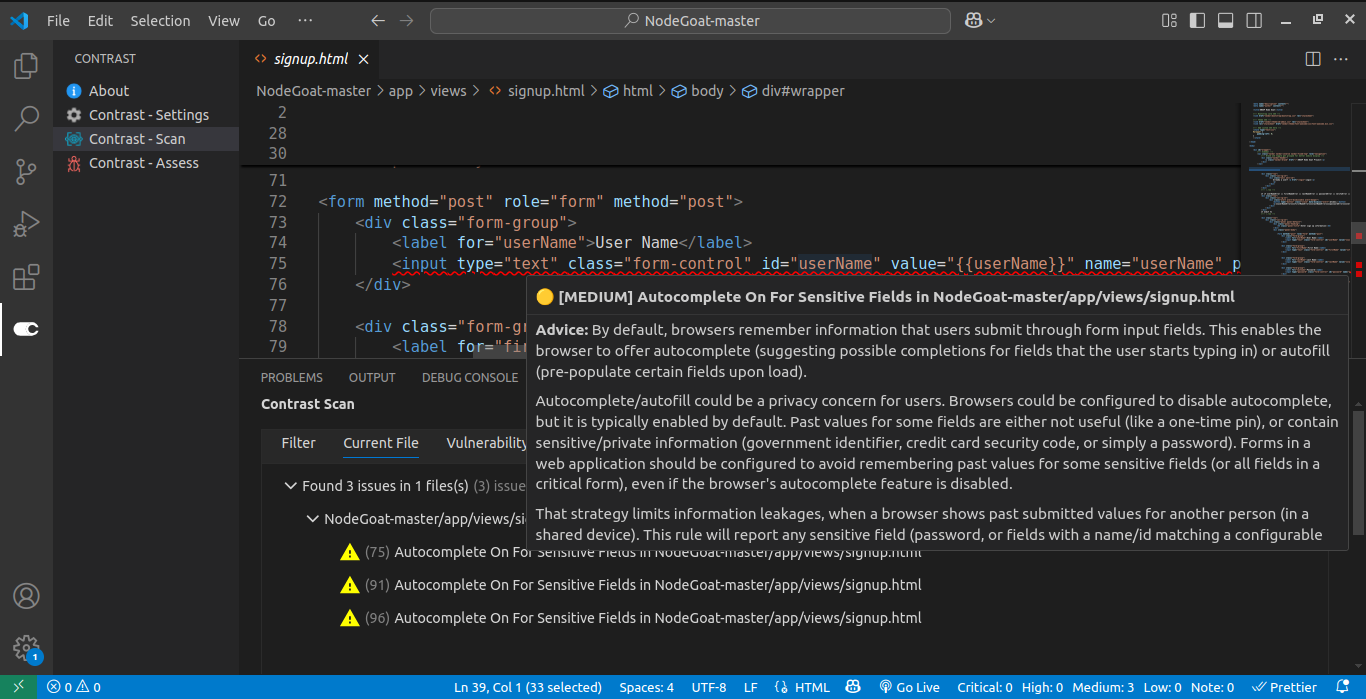 File Edit Selection View Go ··· NodeGoat-master
CONTRAST
About
Contrast - Settings
Contrast - Scan
Contrast - Assess
signup.html
NodeGoat-master > app > views > signup.html > html > body > div#wrapper
2
28
30
71
72 <form method="post" role="form" method="post">
73 <div class="form-group">
74 <label for="userName">User Name</label>
75 <input type="text" class="form-control" id="userName" value="{{userName}}" name="userName" p
76 </div>
77
78 <div class="form-gr
79 <label for="fir
[MEDIUM] Autocomplete On For Sensitive Fields in NodeGoat-master/app/views/signup.html
Advice: By default, browsers remember information that users submit through form input fields. This enables the
browser to offer autocomplete (suggesting possible completions for fields that the user starts typing in) or autofill
(pre-populate certain fields upon load).
Autocomplete/autofill could be a privacy concern for users. Browsers could be configured to disable autocomplete,
but it is typically enabled by default. Past values for some fields are either not useful (like a one-time pin), or contain
sensitive/private information (government identifier, credit card security code, or simply a password). Forms in a
web application should be configured to avoid remembering past values for some sensitive fields (or all fields in a
critical form), even if the browser's autocomplete feature is disabled.
That strategy limits information leakages, when a browser shows past submitted values for another person (in a
shared device). This rule will report any sensitive field (password, or fields with a name/id matching a configurable
PROBLEMS OUTPUT DEBUG CONSOLE
Contrast Scan
Filter Current File Vulnerability
Found 3 issues in 1 files(s) (3) issue
NodeGoat-master/app/views/si
(75) Autocomplete On For Sensitive Fields in NodeGoat-master/app/views/signup.html
(91) Autocomplete On For Sensitive Fields in NodeGoat-master/app/views/signup.html
(96) Autocomplete On For Sensitive Fields in NodeGoat-master/app/views/signup.html
1
0 0 Ln 39, Col 1 (33 selected) Spaces: 4 UTF-8 LF HTML Go Live Critical: 0 High: 0 Medium: 3 Low: 0 Note: 0 Prettier